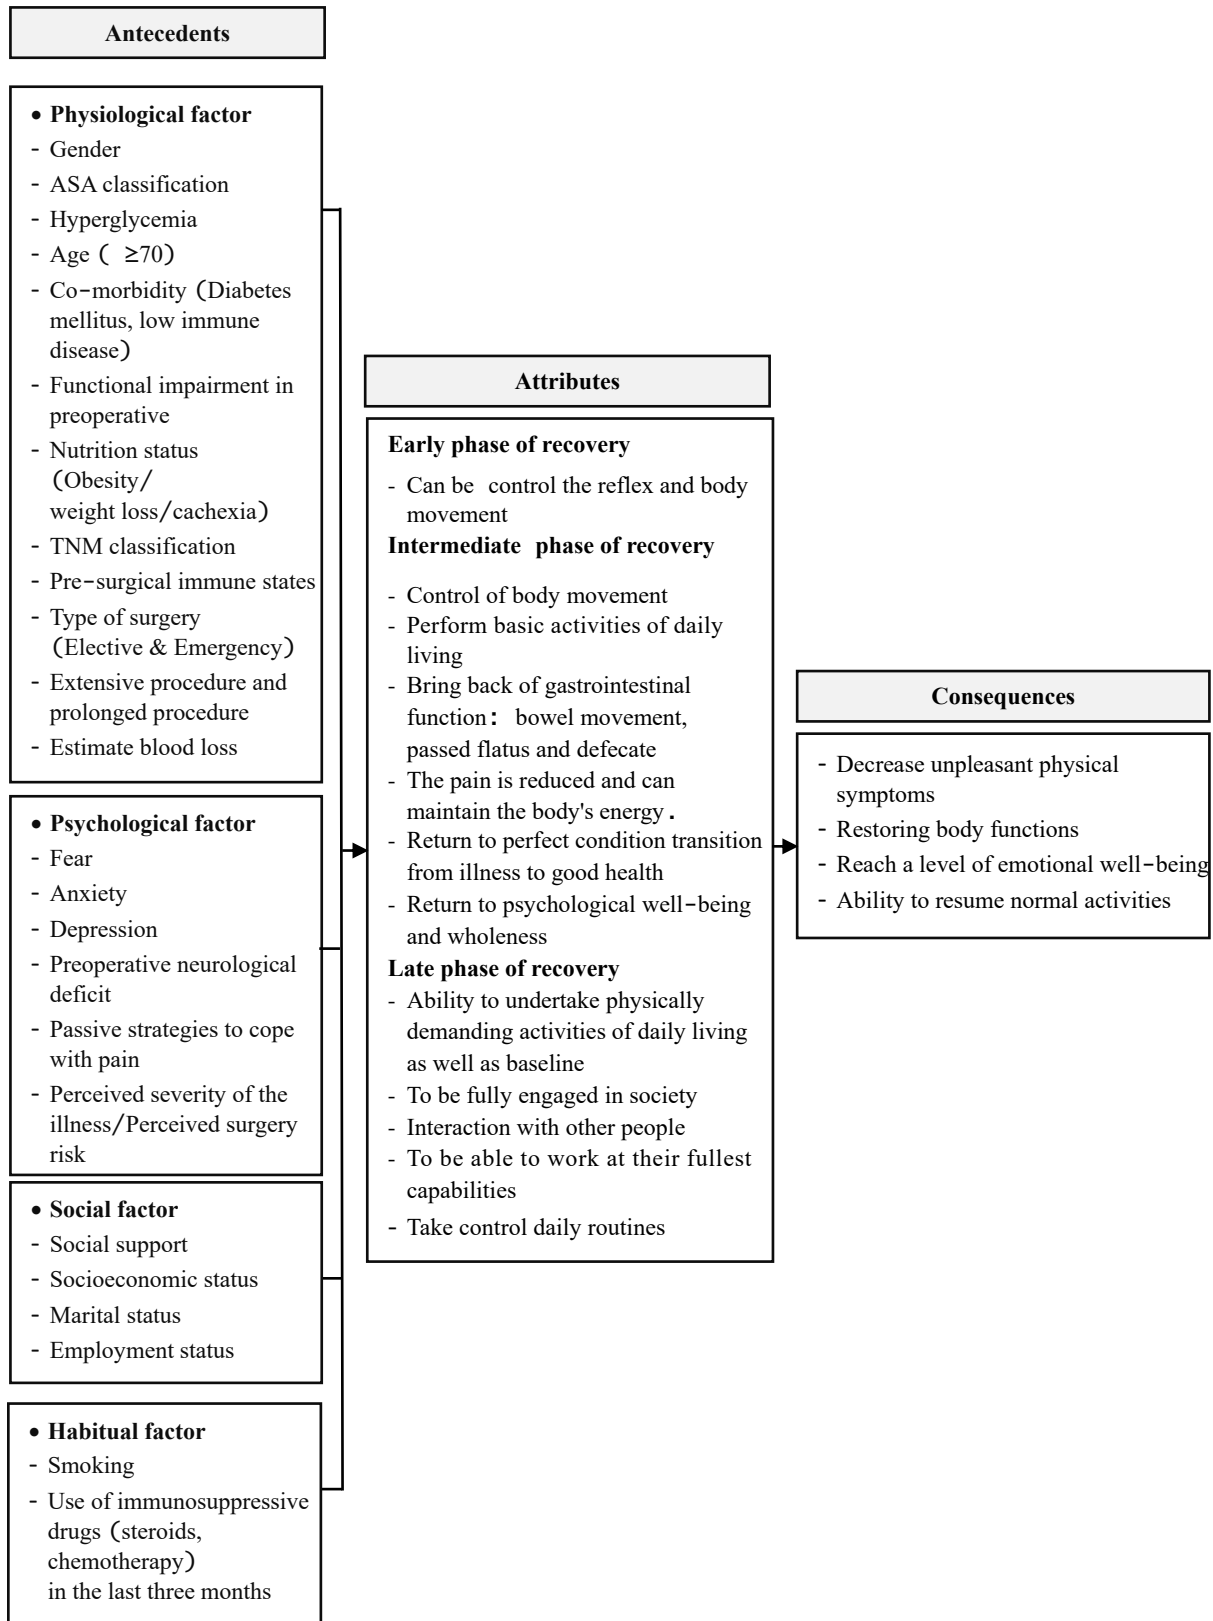 Antecedents
• Physiological factor
- Gender
- ASA classification
- Hyperglycemia
- Age ( ≥70)
- Co-morbidity (Diabetes
mellitus, low immune
disease)
- Functional impairment in
preoperative
- Nutrition status
(Obesity/
weight loss/cachexia)
- TNM classification
- Pre-surgical immune states
- Type of surgery
(Elective & Emergency)
- Extensive procedure and
prolonged procedure
- Estimate blood loss
• Psychological factor
- Fear
- Anxiety
- Depression
- Preoperative neurological
deficit
- Passive strategies to cope
with pain
- Perceived severity of the
illness/Perceived surgery
risk
• Social factor
- Social support
- Socioeconomic status
- Marital status
- Employment status
• Habitual factor
- Smoking
- Use of immunosuppressive
drugs (steroids,
chemotherapy)
in the last three months
Attributes
Early phase of recovery
- Can be control the reflex and body
movement
Intermediate phase of recovery
- Control of body movement
- Perform basic activities of daily
living
- Bring back of gastrointestinal
function: bowel movement,
passed flatus and defecate
- The pain is reduced and can
maintain the body's energy.
- Return to perfect condition transition
from illness to good health
- Return to psychological well-being
and wholeness
Late phase of recovery
- Ability to undertake physically
demanding activities of daily living
as well as baseline
- To be fully engaged in society
- Interaction with other people
- To be able to work at their fullest
capabilities
- Take control daily routines
Consequences
- Decrease unpleasant physical
symptoms
- Restoring body functions
- Reach a level of emotional well-being
- Ability to resume normal activities